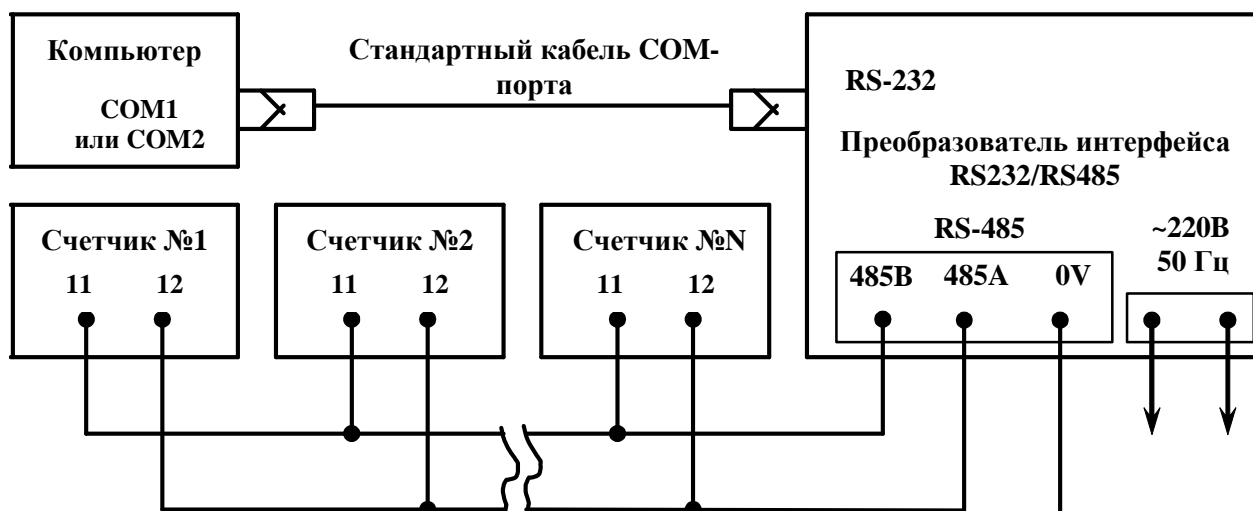 Компьютер
COM1
или COM2
Стандартный кабель COM-
порта
RS-232
Преобразователь интерфейса
RS232/RS485
Счетчик №1
11 12
Счетчик №2
11 12
Счетчик №N
11 12
RS-485
485B 485A 0V
~220В
50 Гц